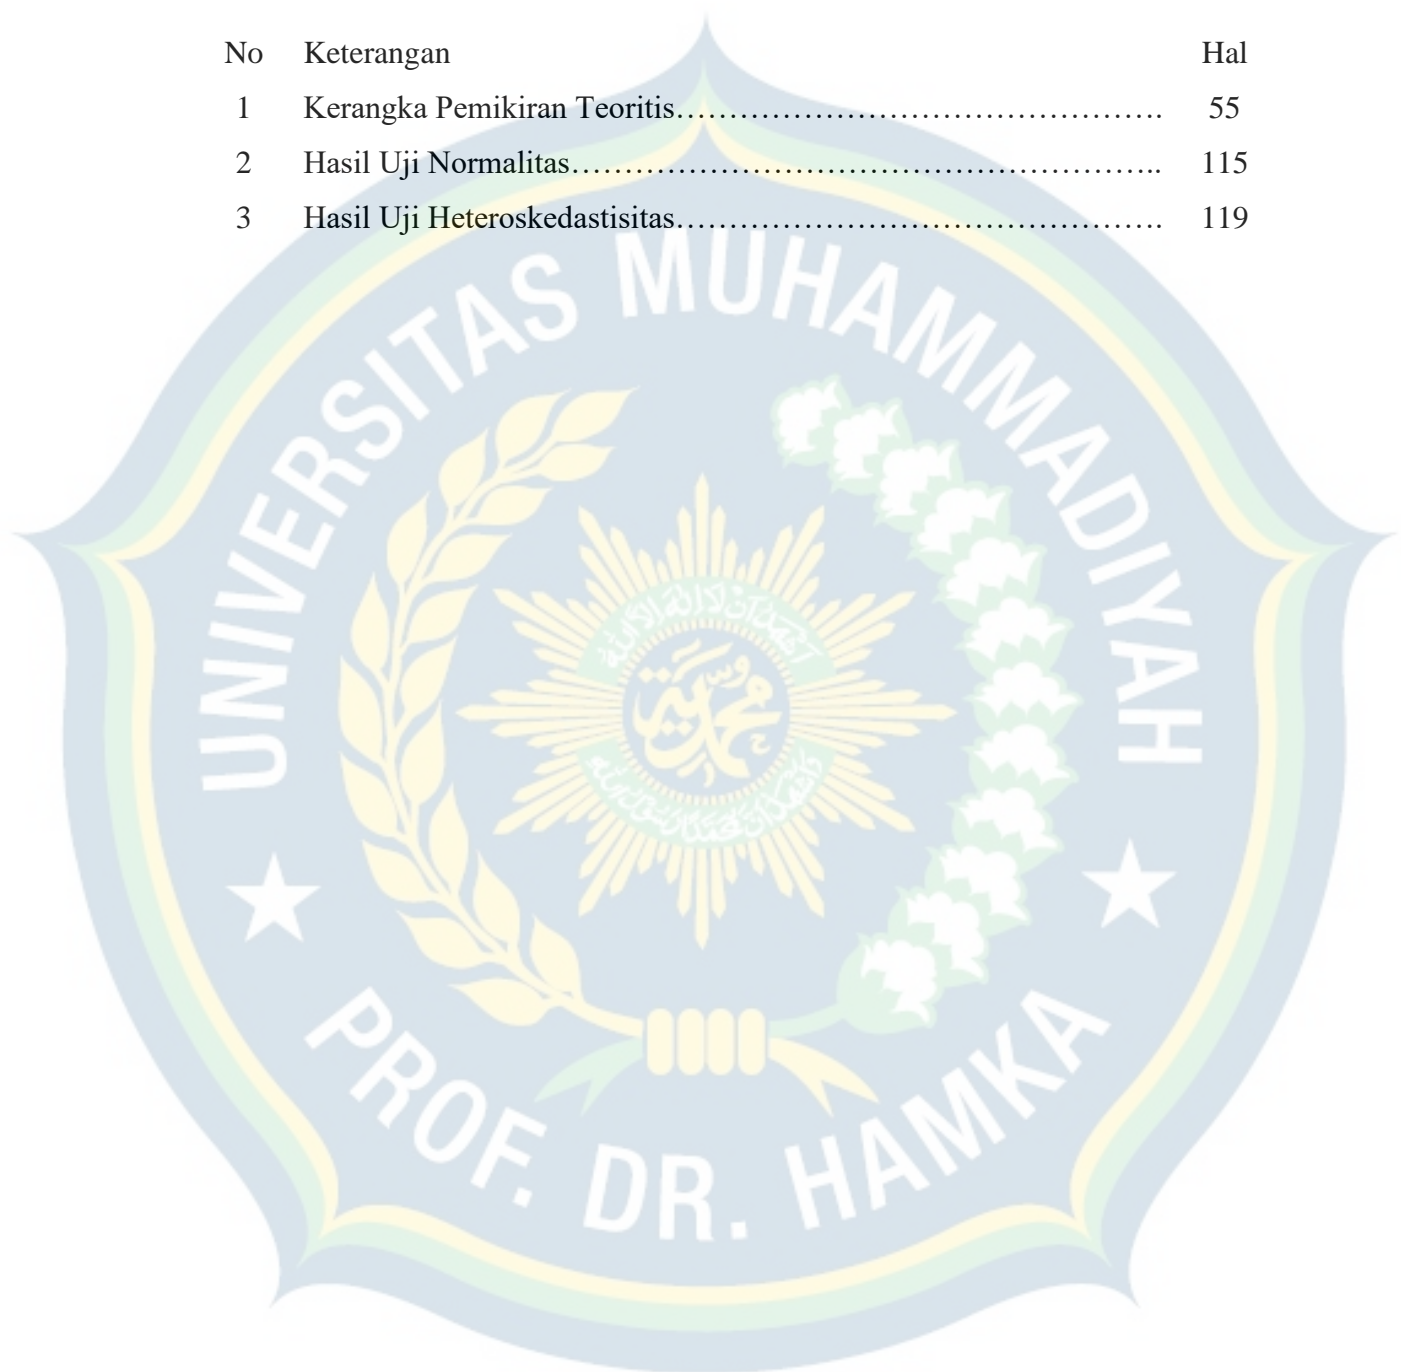 No Keterangan Hal
1 Kerangka Pemikiran Teoritis…………………………………………… 55
2 Hasil Uji Normalitas…………………………………………………….. 115
3 Hasil Uji Heteroskedastisitas…………………………………………… 119
UNIVERSITAS MUHAMMADIYAH
محمدية
PROF. DR. HAMKA